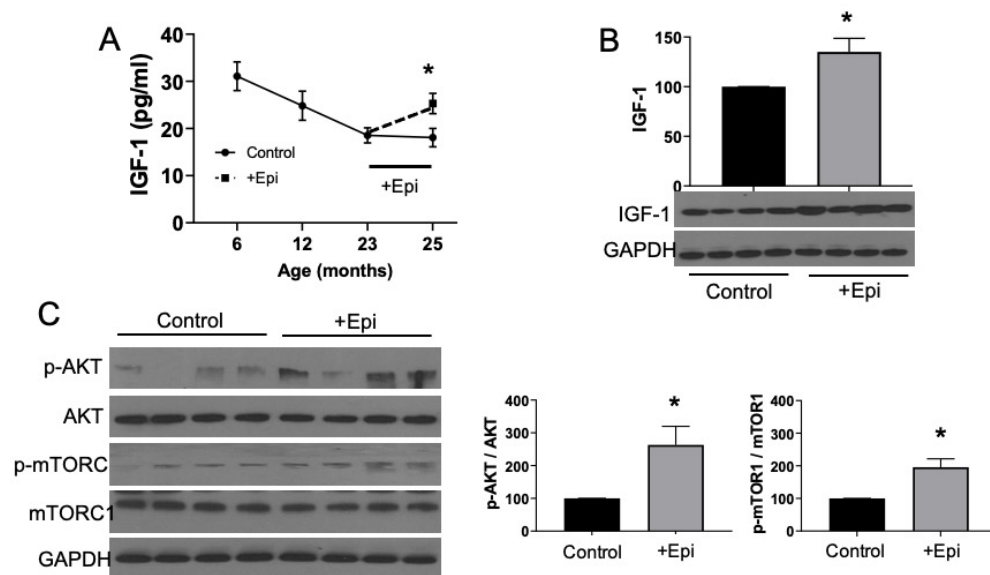 A
IGF-1 (pg/ml)
40
30
20
10
0
*
Control
+Epi
+Epi
6 12 23 25
Age (months)
B
IGF-1
150
100
50
0
*
IGF-1
GAPDH
Control +Epi
C
Control +Epi
p-AKT
AKT
p-mTORC
mTORC1
GAPDH
p-AKT / AKT
400
300
200
100
0
*
Control +Epi
p-mTOR1 / mTOR1
400
300
200
100
0
*
Control +Epi